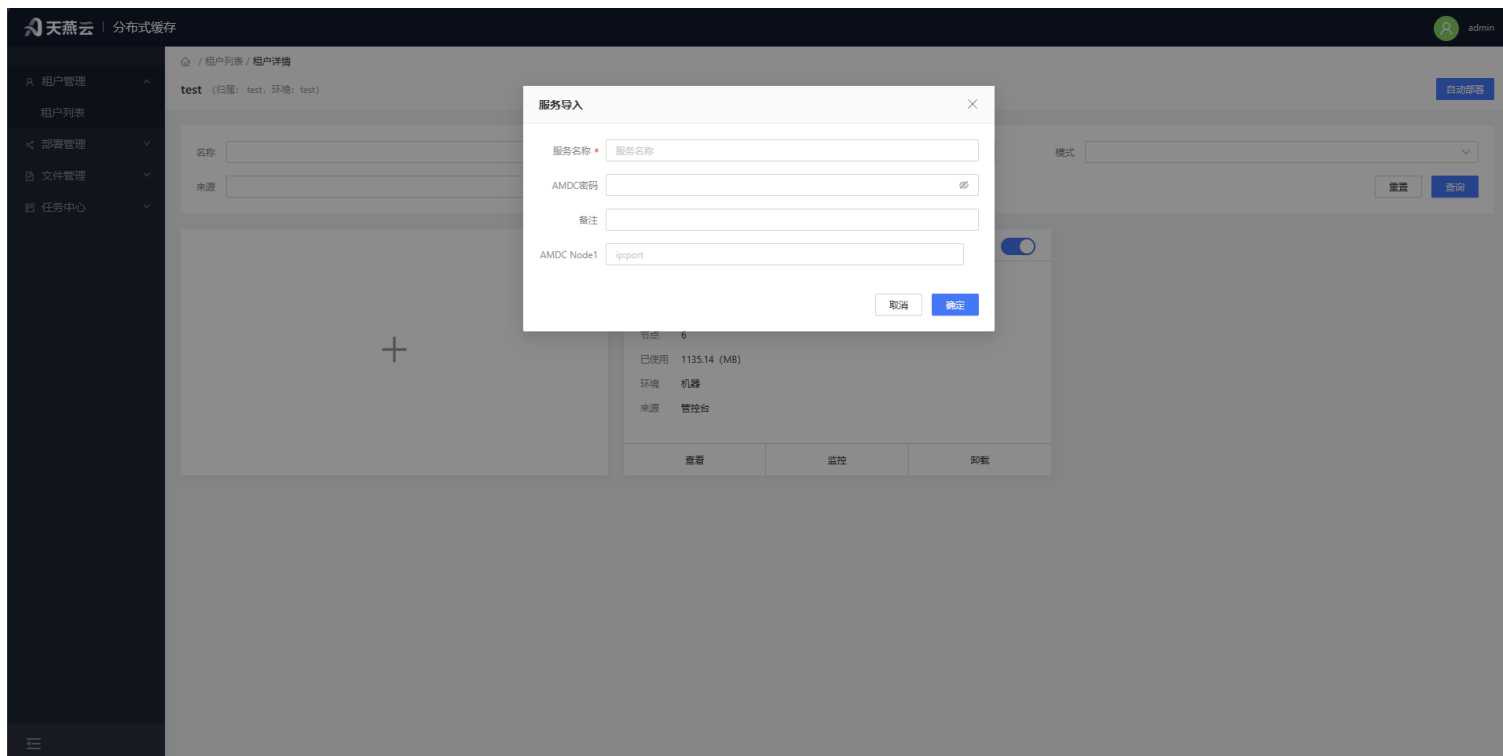 天燕云 | 分布式缓存
admin
/ 租户列表 / 租户详情
租户管理
test (归属: test, 环境: test)
自动部署
服务导入
租户列表
部署管理
名称
服务名称 * 服务名称
模式
文件管理
来源
AMDC密码
重置
查询
任务中心
备注
AMDC Node1 ip:port
取消
确定
节点 6
已使用 1135.14 (MB)
环境 机器
来源 管控台
查看
监控
卸载